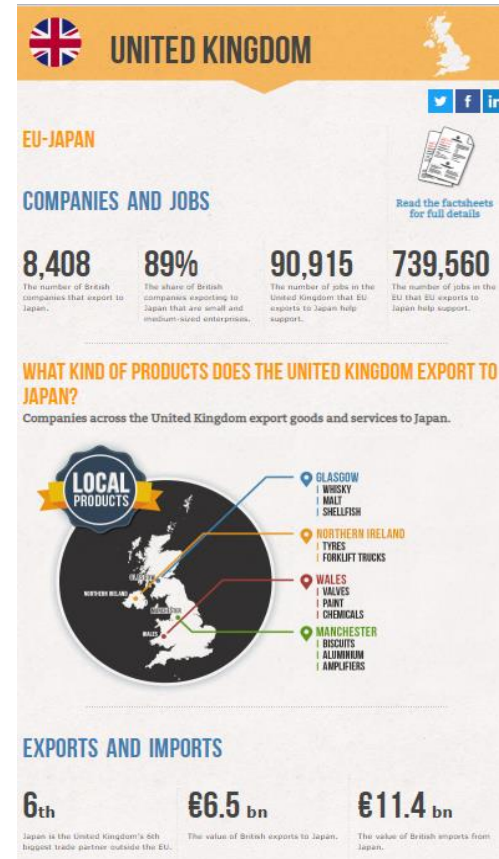 UNITED KINGDOM
EU-JAPAN
COMPANIES AND JOBS
Read the factsheets
for full details
8,408
The number of British
companies that export to
Japan.
89%
The share of British
companies exporting to
Japan that are small and
medium-sized enterprises.
90,915
The number of jobs in the
United Kingdom that EU
exports to Japan help
support.
739,560
The number of jobs in the
EU that EU exports to
Japan help support.
WHAT KIND OF PRODUCTS DOES THE UNITED KINGDOM EXPORT TO
JAPAN?
Companies across the United Kingdom export goods and services to Japan.
LOCAL
PRODUCTS
GLASGOW
NORTHERN IRELAND
MANCHESTER
WALES
GLASGOW
WHISKY
MALT
SHELLFISH
NORTHERN IRELAND
TYRES
FORKLIFT TRUCKS
WALES
VALVES
PAINT
CHEMICALS
MANCHESTER
BISCUITS
ALUMINIUM
AMPLIFIERS
EXPORTS AND IMPORTS
6th
Japan is the United Kingdom's 6th
biggest trade partner outside the EU.
€6.5 bn
The value of British exports to Japan.
€11.4 bn
The value of British imports from
Japan.